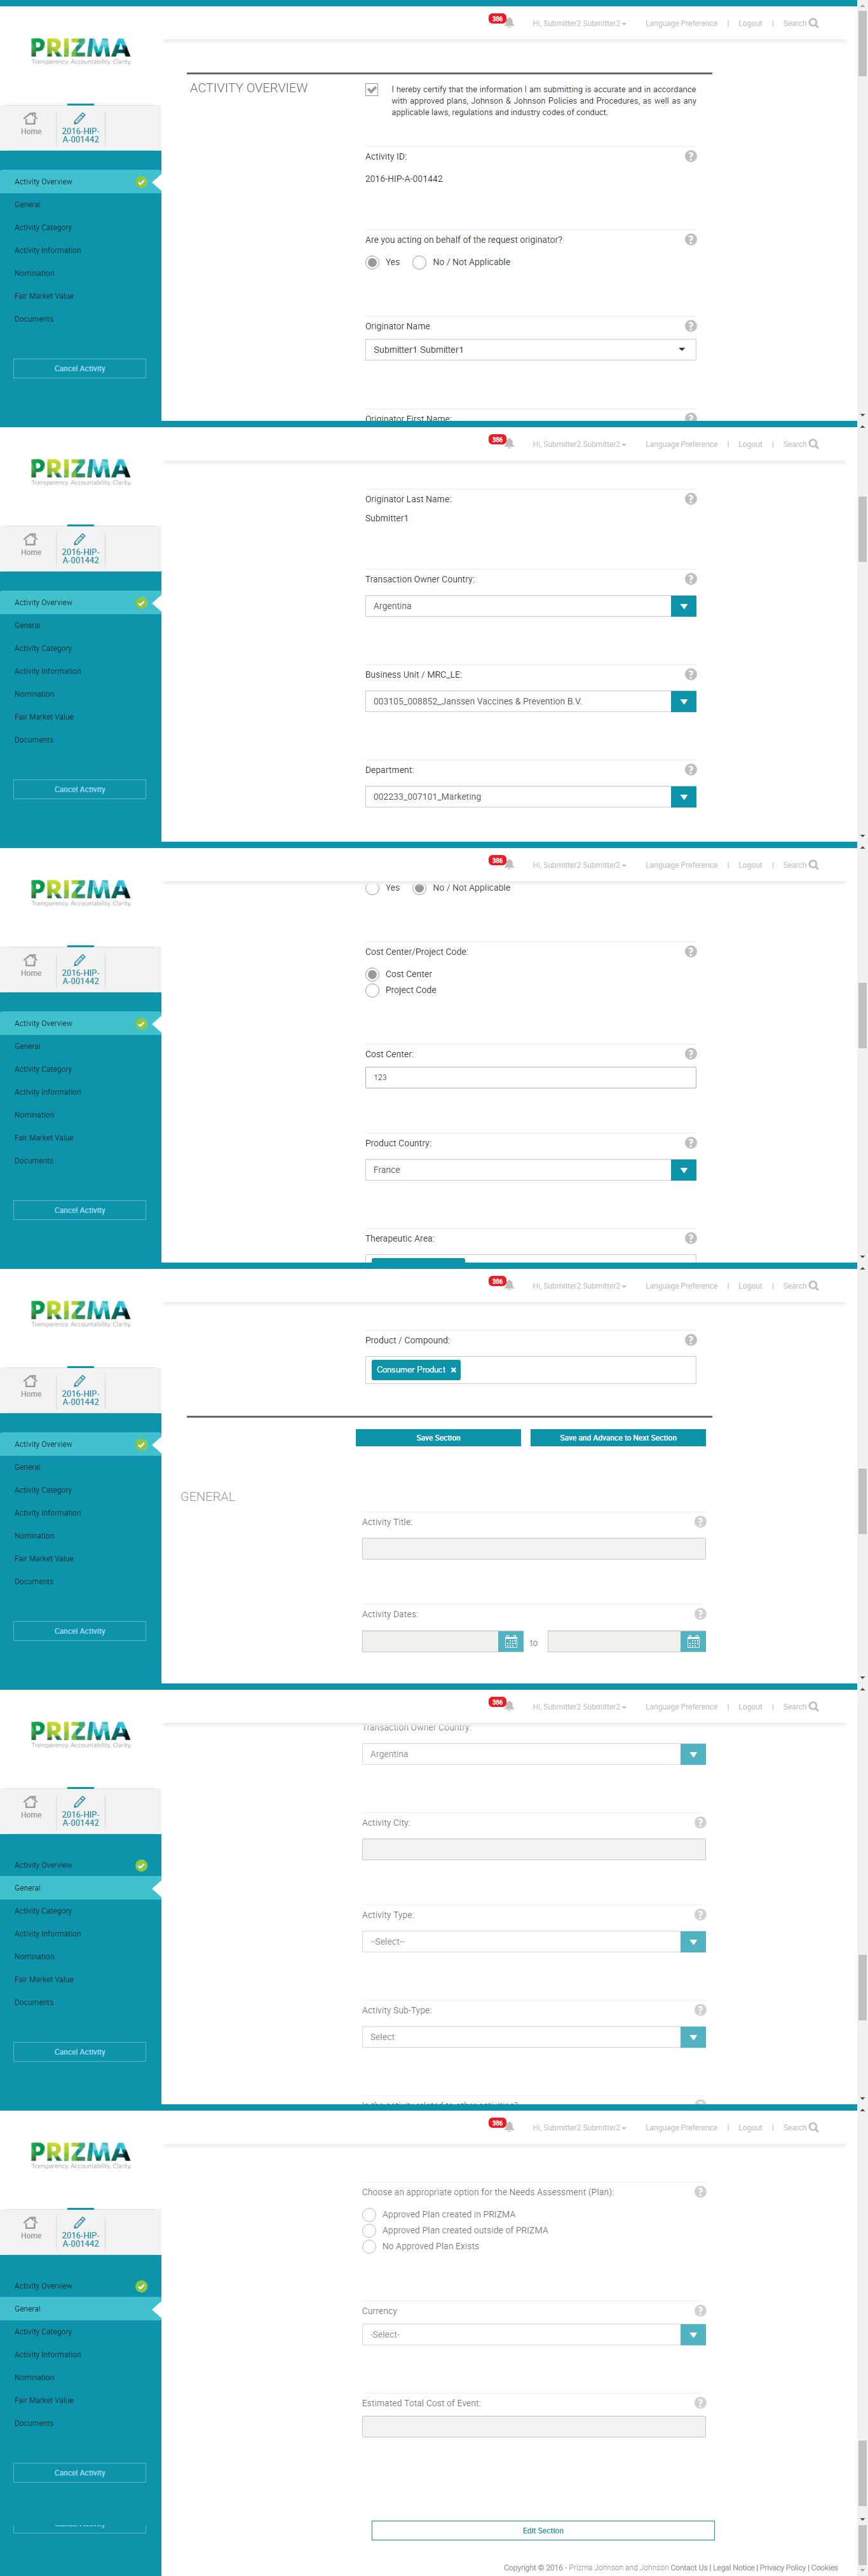 386
Hi, Submitter2 Submitter2
Language Preference | Logout | Search
PRIZMA
Transparency. Accountability. Clarity.
Home
2016-HIP-
A-001442
Activity Overview
General
Activity Category
Activity Information
Nomination
Fair Market Value
Documents
Cancel Activity
ACTIVITY OVERVIEW
I hereby certify that the information I am submitting is accurate and in accordance
with approved plans, Johnson & Johnson Policies and Procedures, as well as any
applicable laws, regulations and industry codes of conduct.
Activity ID:
2016-HIP-A-001442
Are you acting on behalf of the request originator?
Yes No / Not Applicable
Originator Name
Submitter1 Submitter1
Originator First Name:
386
Hi, Submitter2 Submitter2
Language Preference | Logout | Search
PRIZMA
Transparency. Accountability. Clarity.
Home
2016-HIP-
A-001442
Activity Overview
General
Activity Category
Activity Information
Nomination
Fair Market Value
Documents
Cancel Activity
Originator Last Name:
Submitter1
Transaction Owner Country:
Argentina
Business Unit / MRC_LE:
003105_008852_Janssen Vaccines & Prevention B.V.
Department:
002233_007101_Marketing
386
Hi, Submitter2 Submitter2
Language Preference | Logout | Search
PRIZMA
Transparency. Accountability. Clarity.
Home
2016-HIP-
A-001442
Activity Overview
General
Activity Category
Activity Information
Nomination
Fair Market Value
Documents
Cancel Activity
Yes No / Not Applicable
Cost Center/Project Code:
Cost Center
Project Code
Cost Center:
123
Product Country:
France
Therapeutic Area:
386
Hi, Submitter2 Submitter2
Language Preference | Logout | Search
PRIZMA
Transparency. Accountability. Clarity.
Home
2016-HIP-
A-001442
Activity Overview
General
Activity Category
Activity Information
Nomination
Fair Market Value
Documents
Cancel Activity
Product / Compound:
Consumer Product ×
Save Section
Save and Advance to Next Section
GENERAL
Activity Title:
Activity Dates:
to
386
Hi, Submitter2 Submitter2
Language Preference | Logout | Search
PRIZMA
Transparency. Accountability. Clarity.
Home
2016-HIP-
A-001442
Activity Overview
General
Activity Category
Activity Information
Nomination
Fair Market Value
Documents
Cancel Activity
Transaction Owner Country:
Argentina
Activity City:
Activity Type:
--Select--
Activity Sub-Type:
Select
Is the activity related to other activities?
386
Hi, Submitter2 Submitter2
Language Preference | Logout | Search
PRIZMA
Transparency. Accountability. Clarity.
Home
2016-HIP-
A-001442
Activity Overview
General
Activity Category
Activity Information
Nomination
Fair Market Value
Documents
Cancel Activity
Choose an appropriate option for the Needs Assessment (Plan):
Approved Plan created in PRIZMA
Approved Plan created outside of PRIZMA
No Approved Plan Exists
Currency
-Select-
Estimated Total Cost of Event:
Cancel Activity
Edit Section
Copyright © 2016 - Prizma Johnson and Johnson Contact Us | Legal Notice | Privacy Policy | Cookies